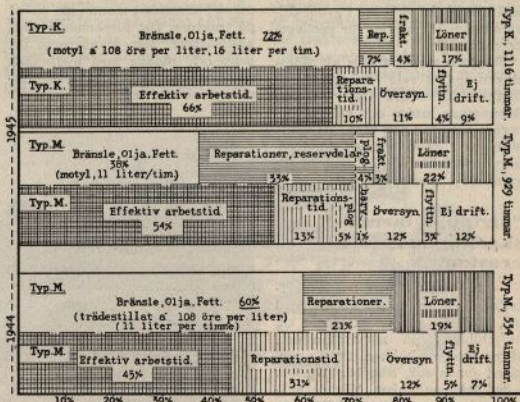 Typ.K.
Bränsle,Olja,Fett. 72%
(motyl á 108 öre per liter,16 liter per tim.)
Rep.
7%
frakt.
4%
Löner
17%
Typ.K.
Effektiv arbetstid.
66%
Repara-
tions-
tid.
10%
Översyn.
11%
flyttn.
4%
Ej
drift.
9%
Typ.K, 1116 timmar.
1945
Typ.M.
Bränsle,Olja,Fett.
38%
(motyl,11 liter/tim.)
Reparationer, reservdelar
33%
plog.
4%
frakt
3%
Löner
22%
Typ.M.
Effektiv arbetstid.
54%
Reparations-
tid.
13%
plog
5%
harv.
1%
Översyn.
12%
flyttn.
3%
Ej
drift.
12%
Typ.M, 929 timmar.
1944
Typ.M.
Bränsle,Olja,Fett. 60%
(trädestillat á 108 öre per liter)
(11 liter per timme)
Reparationer.
21%
Löner.
19%
Typ.M.
Effektiv arbetstid.
45%
Reparationstid
31%
Översyn.
12%
flyttn.
5%
Ej
drift.
7%
Typ.M, 534 timmar.
10% 20% 30% 40% 50% 60% 70% 80% 90% 100%